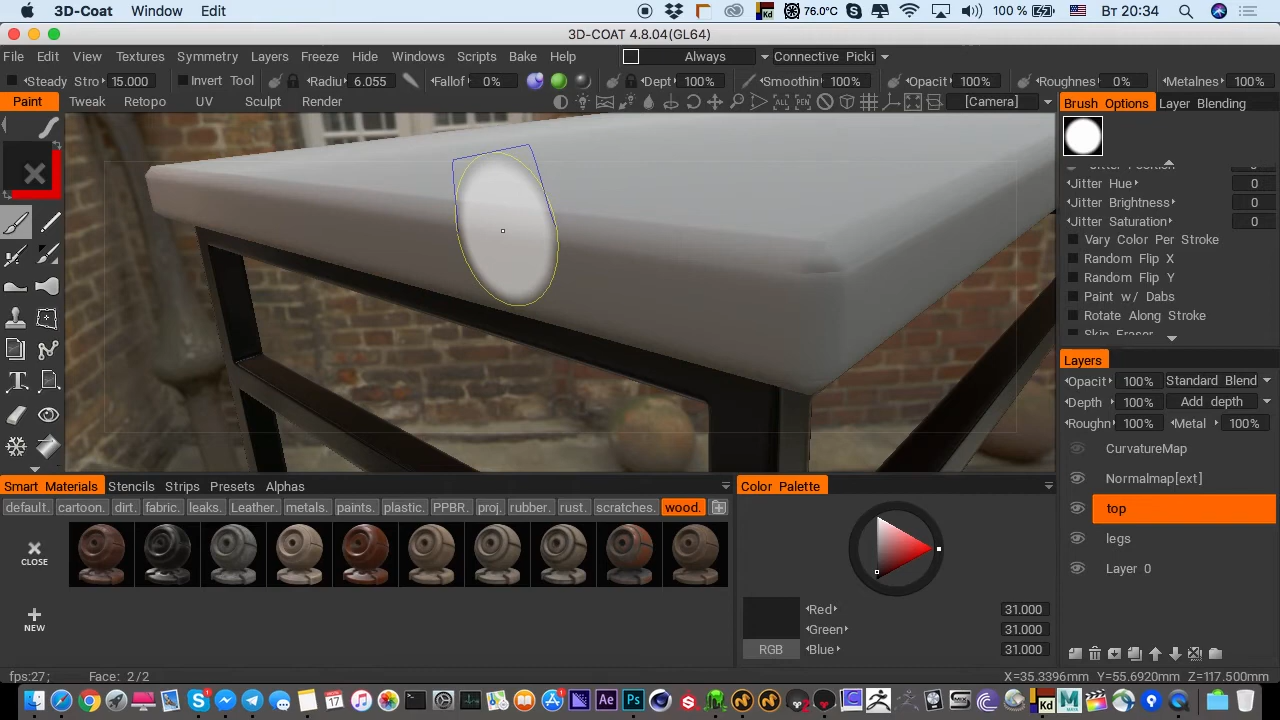 3D-Coat Window Edit 76.0°C 100 % Вт 20:34
3D-COAT 4.8.04(GL64)
File Edit View Textures Symmetry Layers Freeze Hide Windows Scripts Bake Help Always Connective Picki
Steady Stro 15.000 Invert Tool Radiu 6.055 Fallof 0% Dept 100% Smoothin 100% Opacit 100% Roughnes 0% Metalnes 100%
Paint Tweak Retopo UV Sculpt Render ALL PEN [Camera] Brush Options Layer Blending
Jitter Hue 0
Jitter Brightness 0
Jitter Saturation 0
Vary Color Per Stroke
Random Flip X
Random Flip Y
Paint w/ Dabs
Rotate Along Stroke
Skip Eraser
Layers
Opacit 100% Standard Blend
Depth 100% Add depth
Roughn 100% Metal 100%
CurvatureMap
Normalmap[ext]
top
legs
Layer 0
Smart Materials Stencils Strips Presets Alphas Color Palette
default. cartoon. dirt. fabric. leaks. Leather. metals. paints. plastic. PPBR. proj. rubber. rust. scratches. wood.
CLOSE
NEW
Red 31.000
Green 31.000
Blue 31.000
RGB
fps:27; Face: 2/2 X=35.3396mm Y=55.6920mm Z=117.500mm